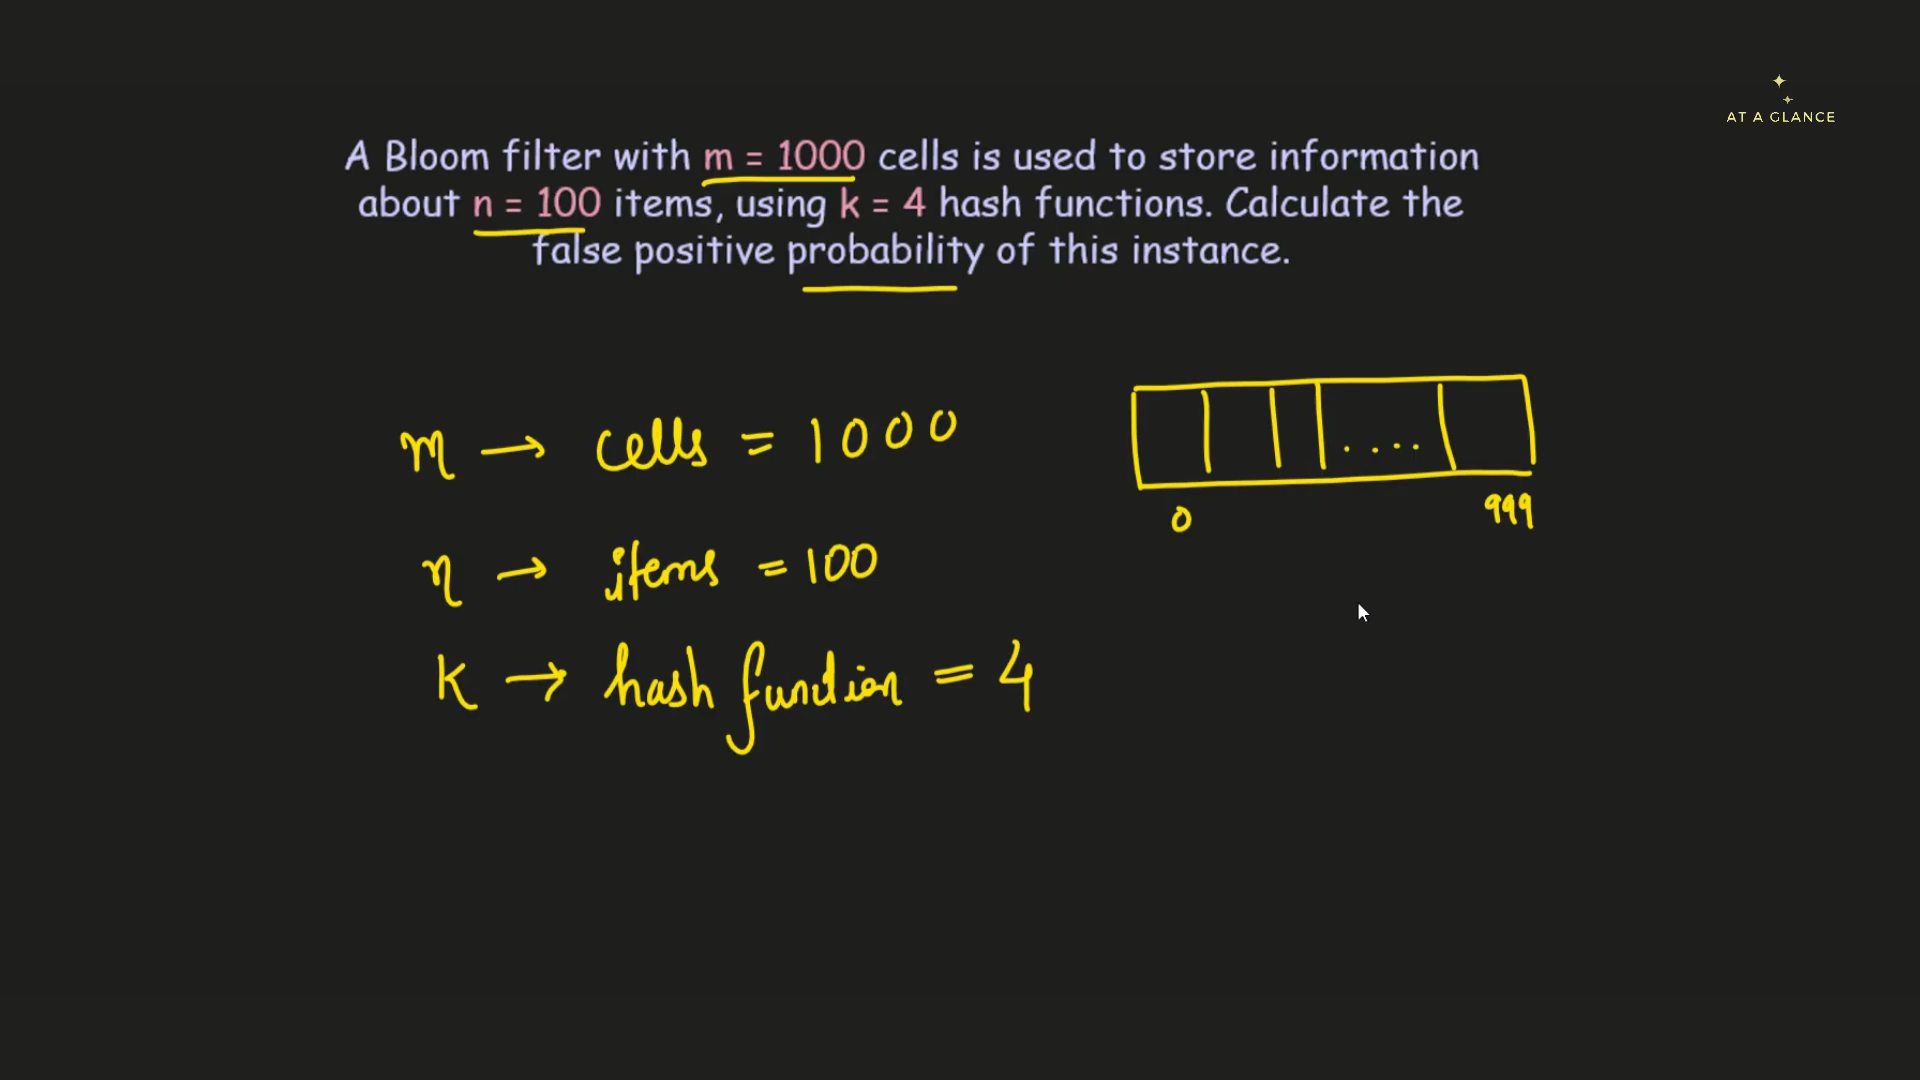 AT A GLANCE
A Bloom filter with m = 1000 cells is used to store information
about n = 100 items, using k = 4 hash functions. Calculate the
false positive probability of this instance.
m → cells = 1000
n → items = 100
k → hash function = 4
....
0 999